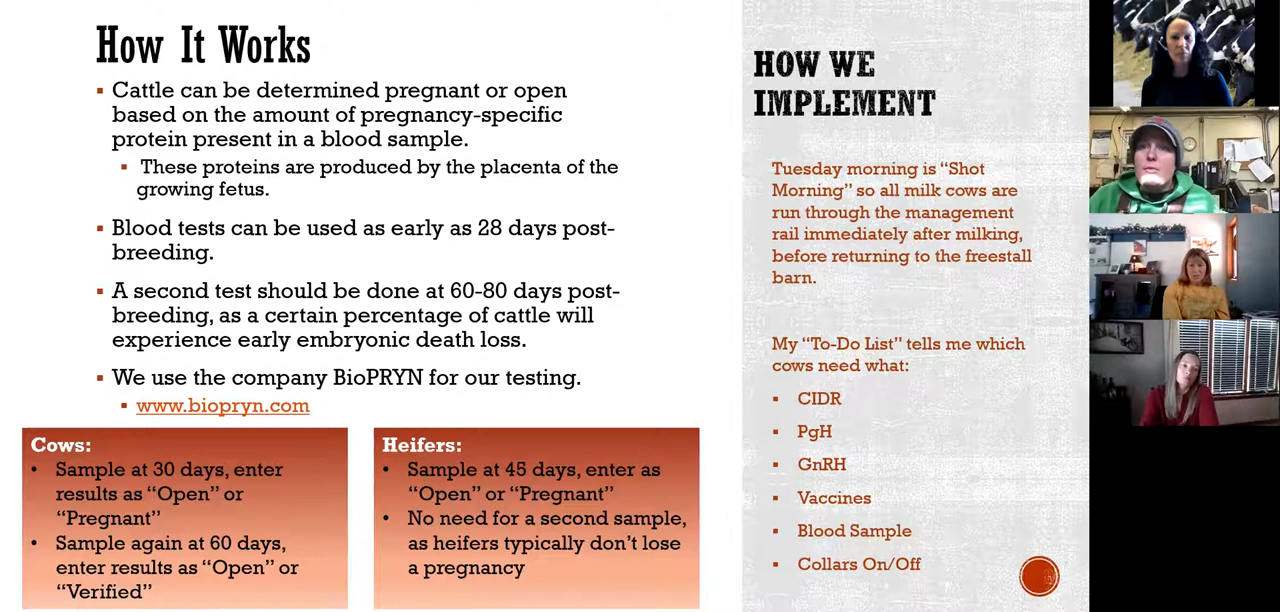 How It Works
Cattle can be determined pregnant or open
based on the amount of pregnancy-specific
protein present in a blood sample.
These proteins are produced by the placenta of the
growing fetus.
Blood tests can be used as early as 28 days post-
breeding.
A second test should be done at 60-80 days post-
breeding, as a certain percentage of cattle will
experience early embryonic death loss.
We use the company BioPRYN for our testing.
www.biopryn.com
Cows:
Sample at 30 days, enter
results as “Open” or
“Pregnant”
Sample again at 60 days,
enter results as “Open” or
“Verified”
Heifers:
Sample at 45 days, enter as
“Open” or “Pregnant”
No need for a second sample,
as heifers typically don’t lose
a pregnancy
HOW WE
IMPLEMENT
Tuesday morning is “Shot
Morning” so all milk cows are
run through the management
rail immediately after milking,
before returning to the freestall
barn.
My “To-Do List” tells me which
cows need what:
CIDR
PgH
GnRH
Vaccines
Blood Sample
Collars On/Off